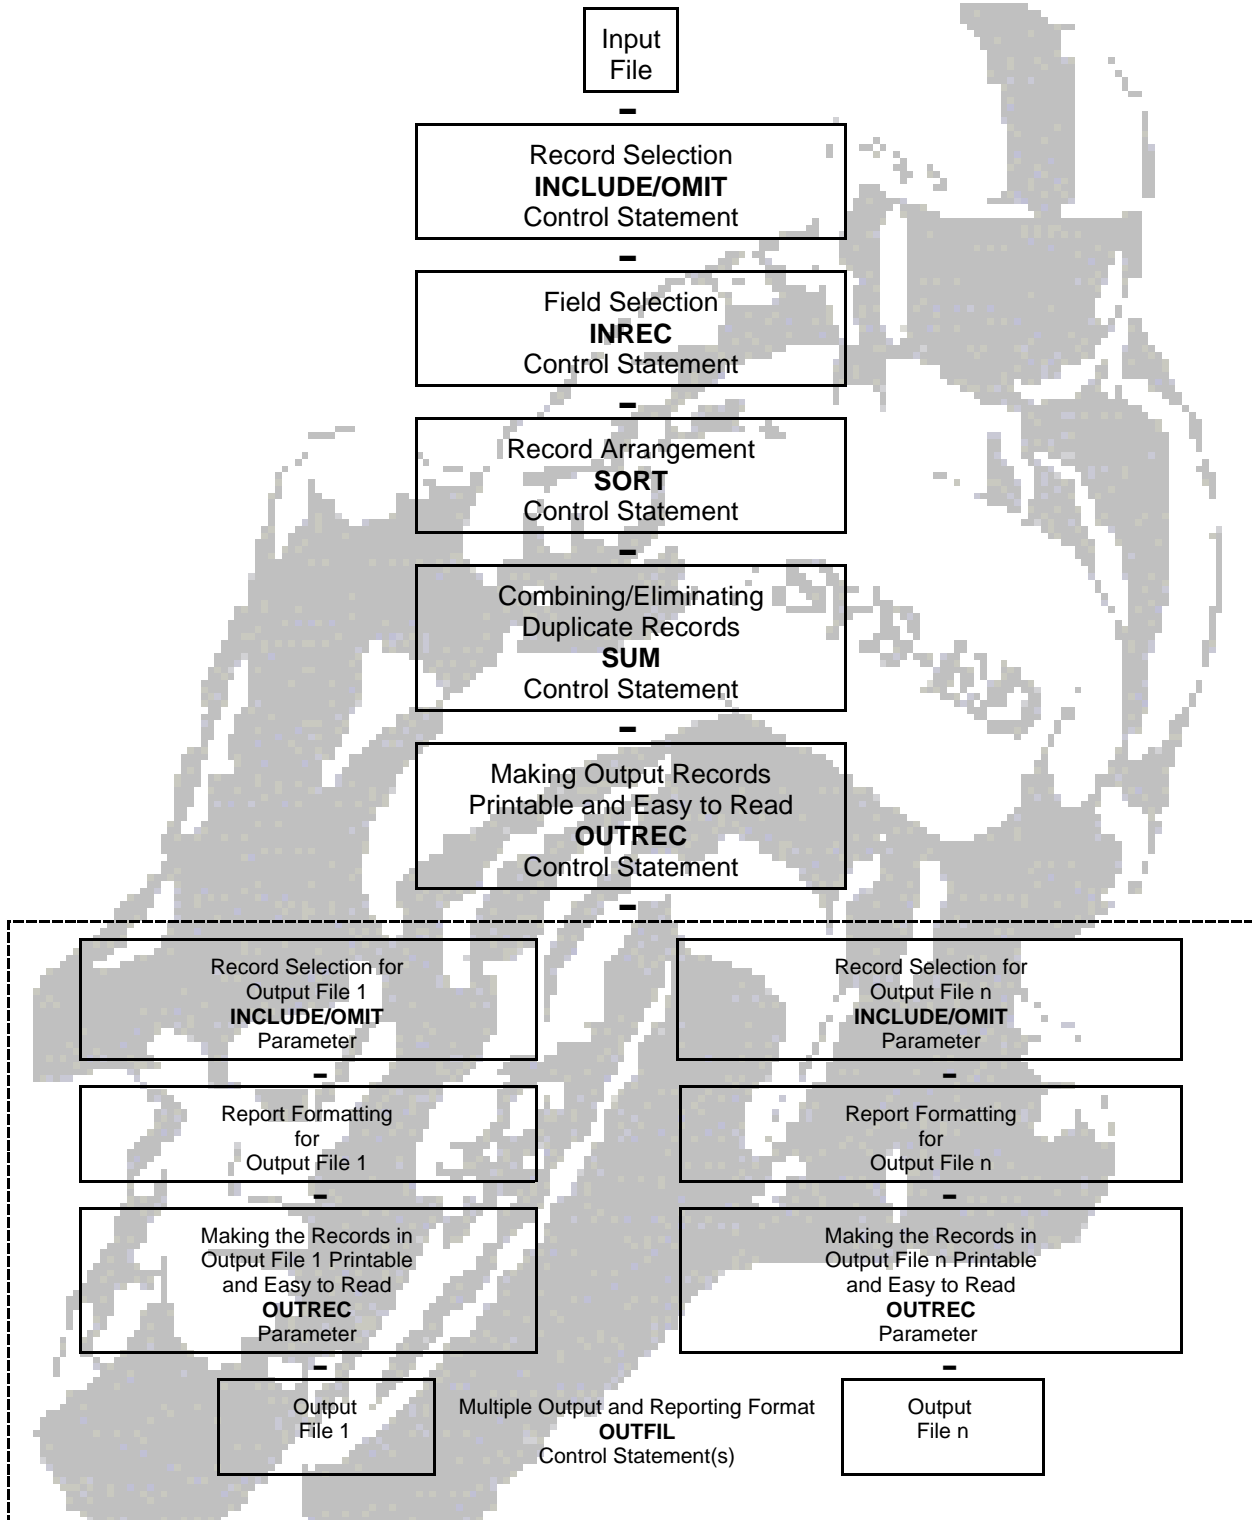 Input
File
Record Selection
INCLUDE/OMIT
Control Statement
Field Selection
INREC
Control Statement
Record Arrangement
SORT
Control Statement
Combining/Eliminating
Duplicate Records
SUM
Control Statement
Making Output Records
Printable and Easy to Read
OUTREC
Control Statement
Record Selection for
Output File 1
INCLUDE/OMIT
Parameter
Record Selection for
Output File n
INCLUDE/OMIT
Parameter
Report Formatting
for
Output File 1
Report Formatting
for
Output File n
Making the Records in
Output File 1 Printable
and Easy to Read
OUTREC
Parameter
Making the Records in
Output File n Printable
and Easy to Read
OUTREC
Parameter
Output
File 1
Multiple Output and Reporting Format
OUTFIL
Control Statement(s)
Output
File n